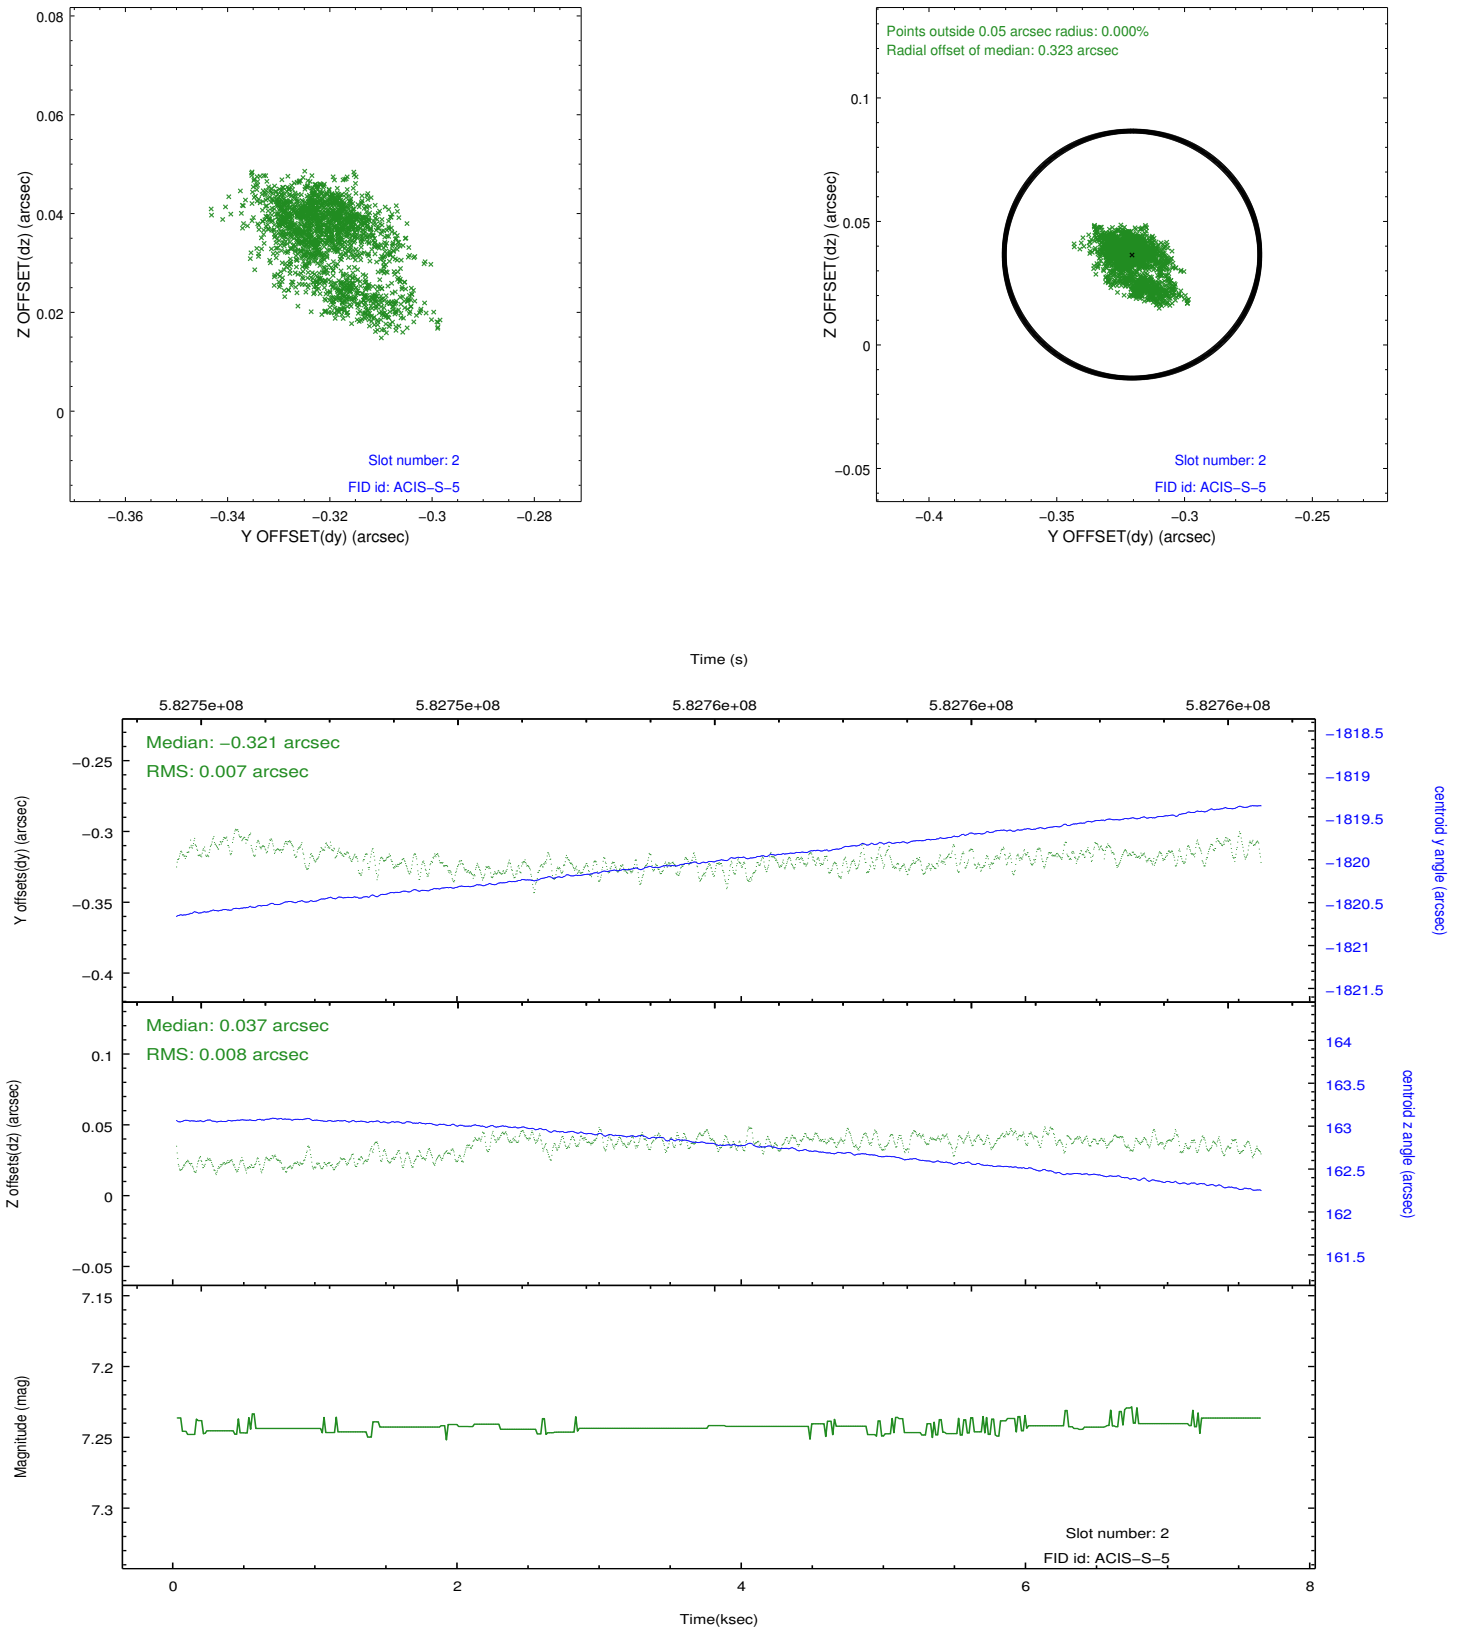 0.08
0.06
0.04
0.02
0
Z OFFSET(dz) (arcsec)
Slot number: 2
FID id: ACIS−S−5
−0.36 −0.34 −0.32 −0.3 −0.28
Y OFFSET(dy) (arcsec)
Points outside 0.05 arcsec radius: 0.000%
Radial offset of median: 0.323 arcsec
0.1
0.05
0
−0.05
Z OFFSET(dz) (arcsec)
Slot number: 2
FID id: ACIS−S−5
−0.4 −0.35 −0.3 −0.25
Y OFFSET(dy) (arcsec)
Time (s)
5.8275e+08 5.8275e+08 5.8276e+08 5.8276e+08 5.8276e+08
Median: −0.321 arcsec
RMS: 0.007 arcsec
−0.25
−0.3
−0.35
−0.4
Y offsets(dy) (arcsec)
−1818.5
−1819
−1819.5
−1820
−1820.5
−1821
−1821.5
centroid y angle (arcsec)
Median: 0.037 arcsec
RMS: 0.008 arcsec
0.1
0.05
0
−0.05
Z offsets(dz) (arcsec)
164
163.5
163
162.5
162
161.5
centroid z angle (arcsec)
7.15
7.2
7.25
7.3
Magnitude (mag)
Slot number: 2
FID id: ACIS−S−5
0 2 4 6 8
Time(ksec)